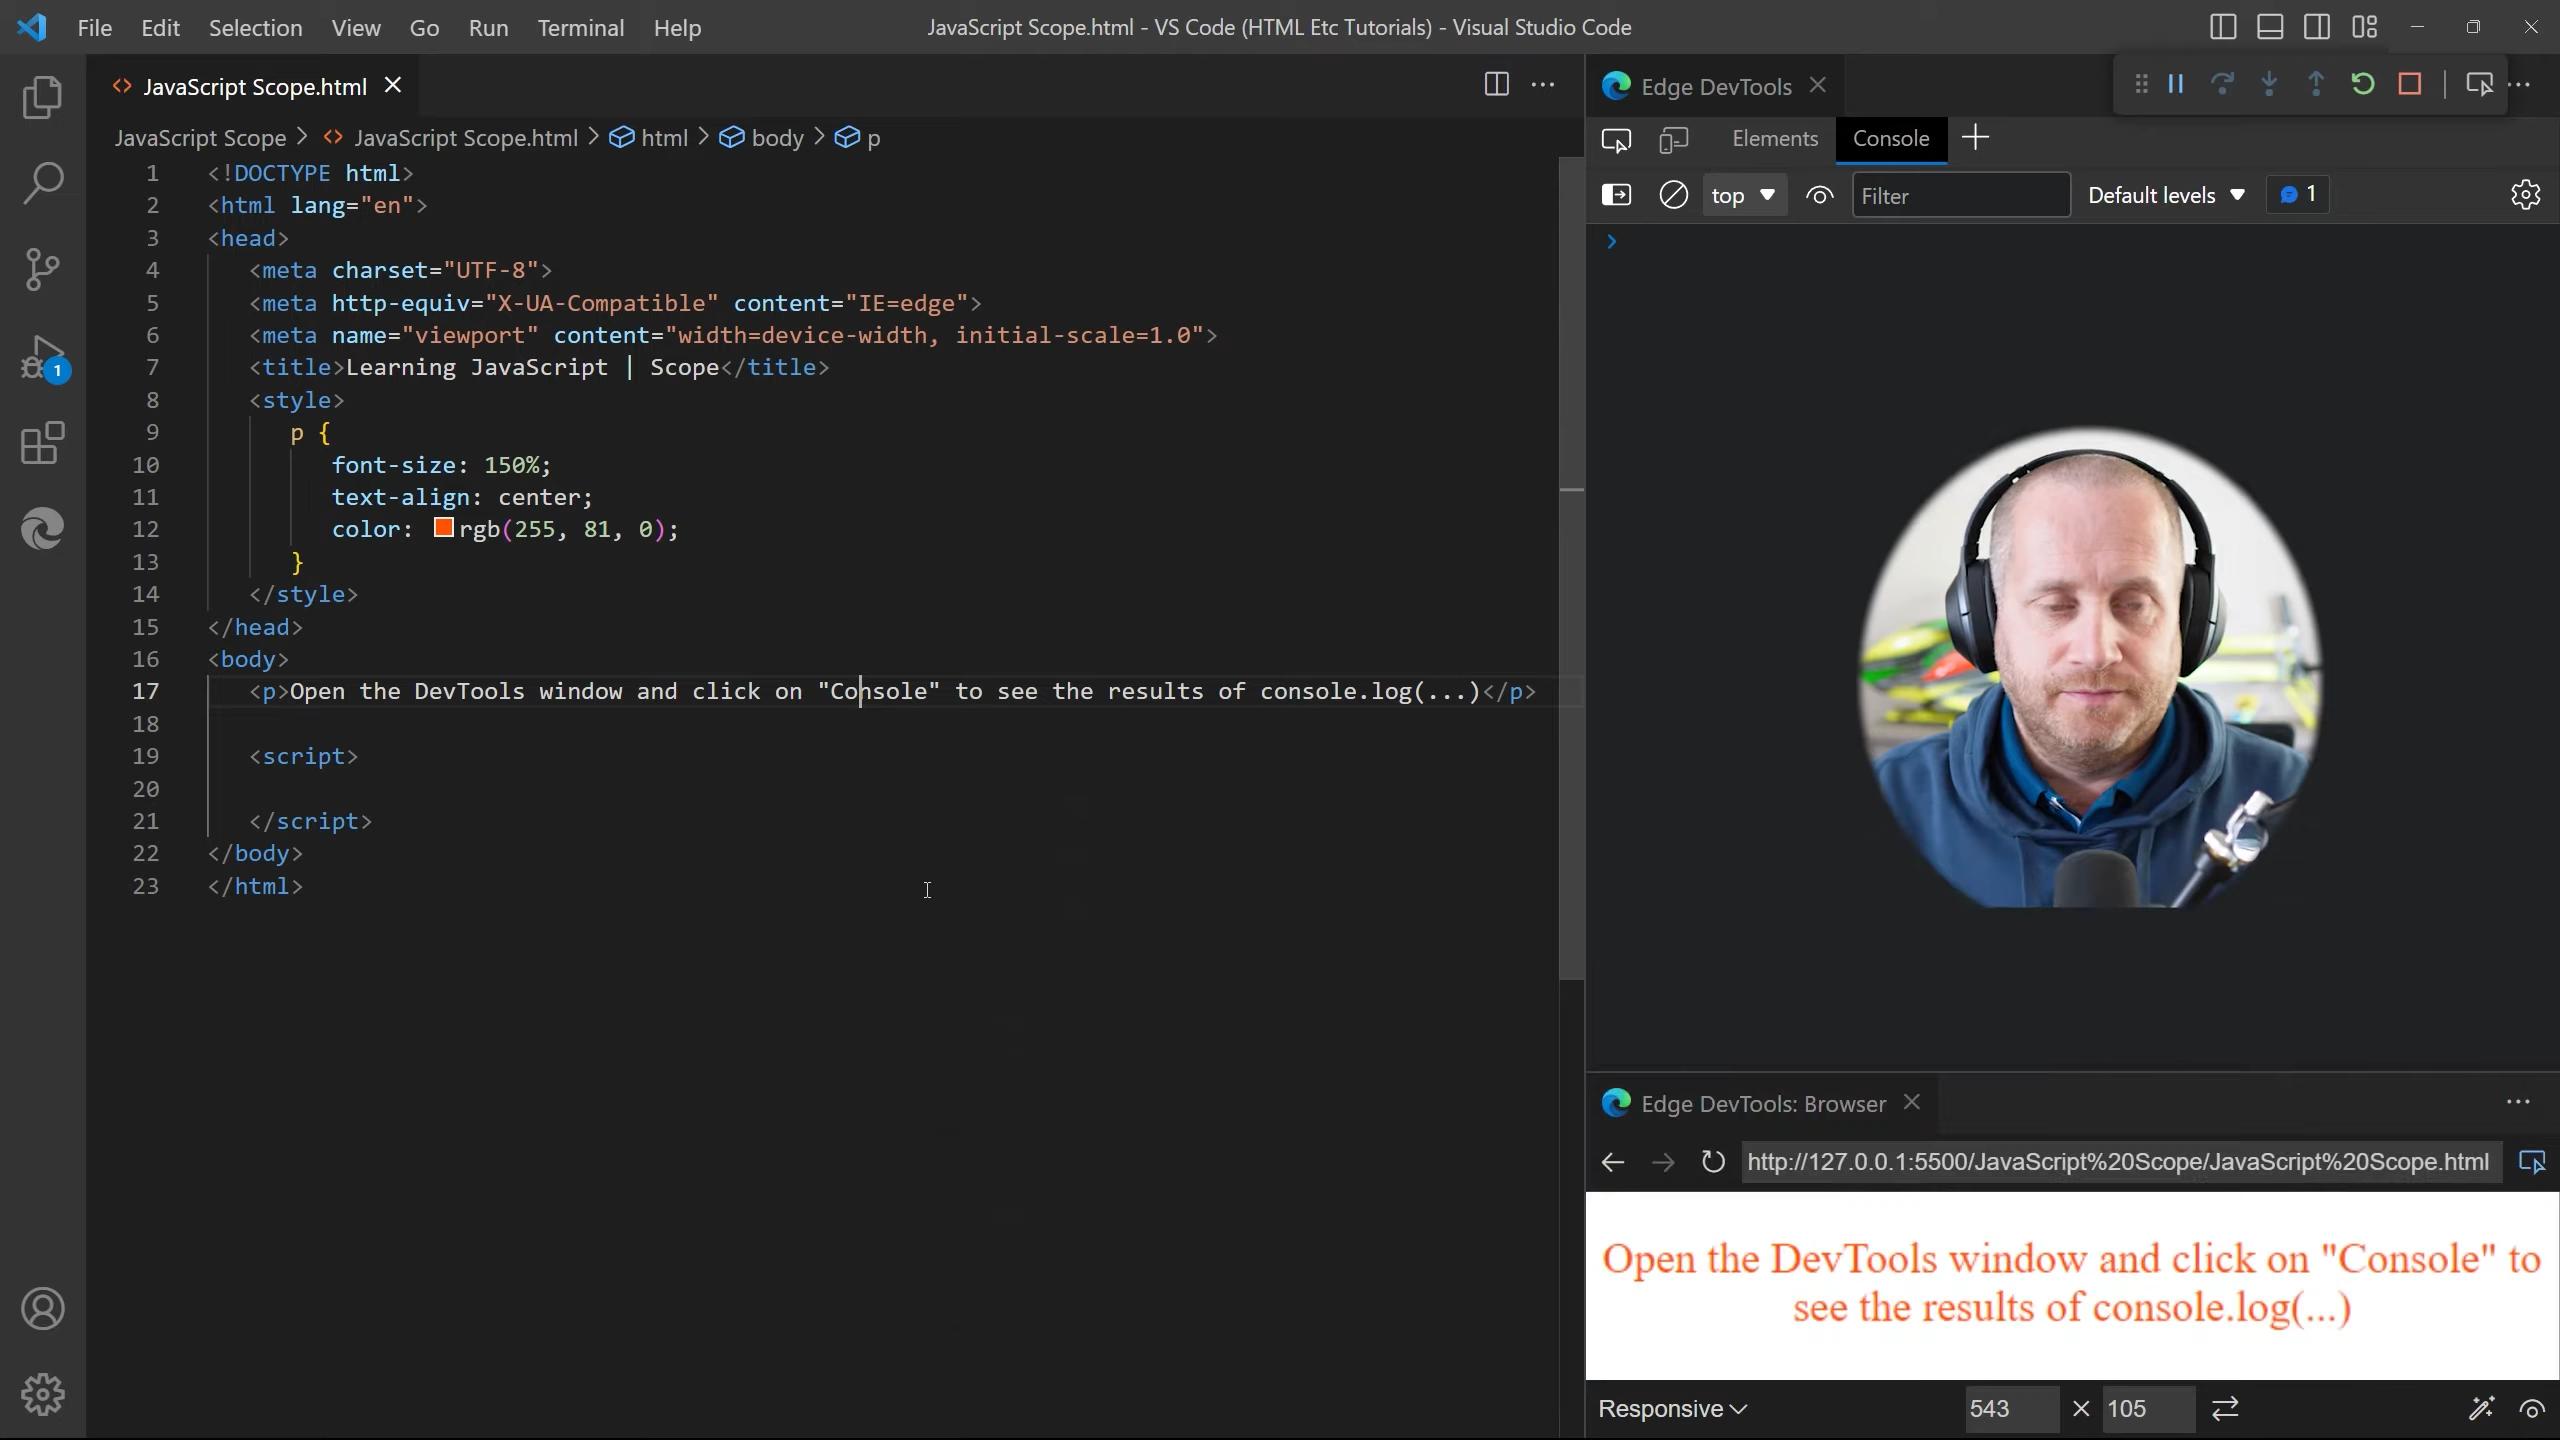 File Edit Selection View Go Run Terminal Help
JavaScript Scope.html - VS Code (HTML Etc Tutorials) - Visual Studio Code
JavaScript Scope.html
JavaScript Scope > JavaScript Scope.html > html > body > p
1 <!DOCTYPE html>
2 <html lang="en">
3 <head>
4 <meta charset="UTF-8">
5 <meta http-equiv="X-UA-Compatible" content="IE=edge">
6 <meta name="viewport" content="width=device-width, initial-scale=1.0">
7 <title>Learning JavaScript | Scope</title>
8 <style>
9 p {
10 font-size: 150%;
11 text-align: center;
12 color: rgb(255, 81, 0);
13 }
14 </style>
15 </head>
16 <body>
17 <p>Open the DevTools window and click on "Console" to see the results of console.log(...)</p>
18
19 <script>
20
21 </script>
22 </body>
23 </html>
1
Edge DevTools
Elements Console
top Filter Default levels 1
Edge DevTools: Browser
http://127.0.0.1:5500/JavaScript%20Scope/JavaScript%20Scope.html
Open the DevTools window and click on "Console" to
see the results of console.log(...)
Responsive 543 105